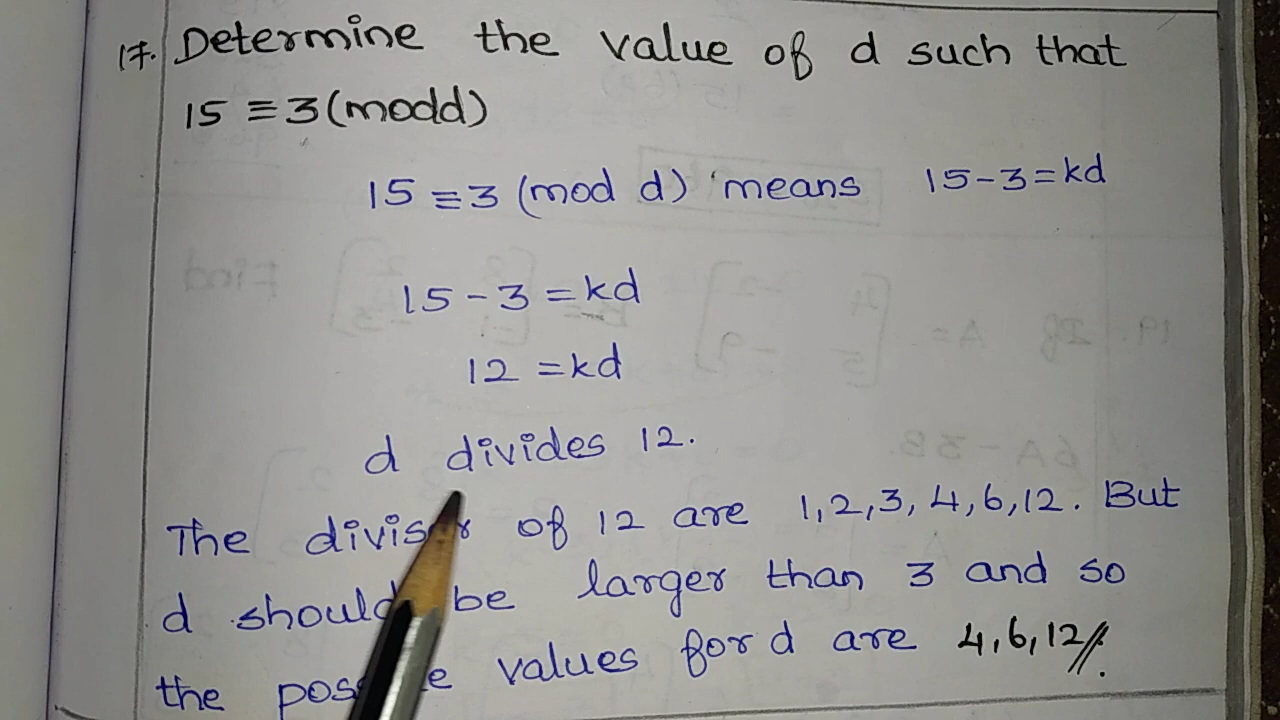 17. Determine the value of d such that
15 ≡ 3 (modd)
15 ≡ 3 (mod d) means 15-3=kd
15-3=kd
12 =kd
d divides 12.
The of 12 are 1,2,3, 4,6,12. But
d should be larger than 3 and so
the values for d are 4,6,12//.